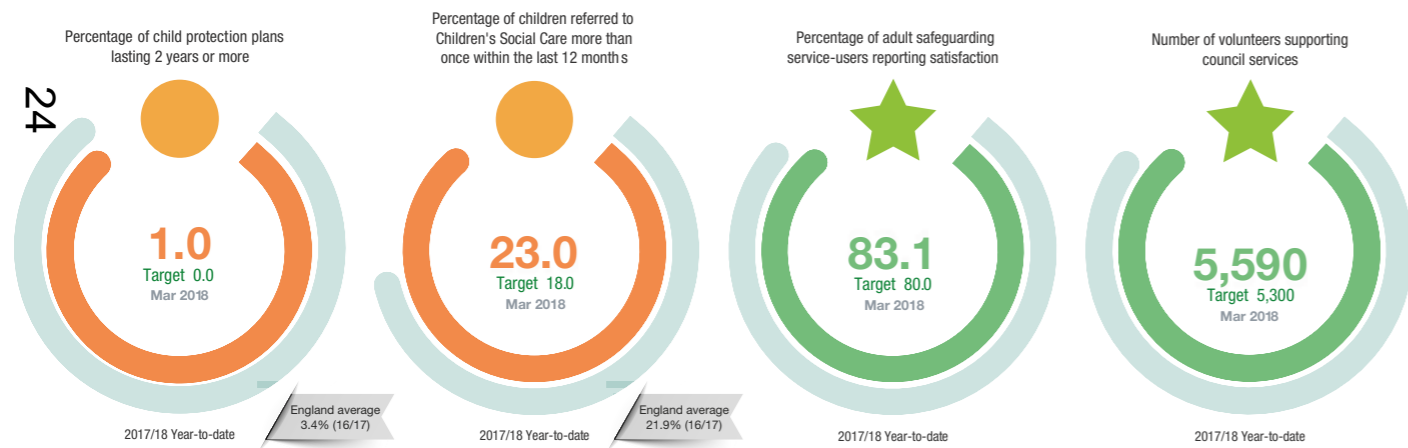 24
Percentage of child protection plans
lasting 2 years or more
1.0
Target 0.0
Mar 2018
England average
3.4% (16/17)
2017/18 Year-to-date
Percentage of children referred to
Children's Social Care more than
once within the last 12 months
23.0
Target 18.0
Mar 2018
England average
21.9% (16/17)
2017/18 Year-to-date
Percentage of adult safeguarding
service-users reporting satisfaction
83.1
Target 80.0
Mar 2018
2017/18 Year-to-date
Number of volunteers supporting
council services
5,590
Target 5,300
Mar 2018
2017/18 Year-to-date